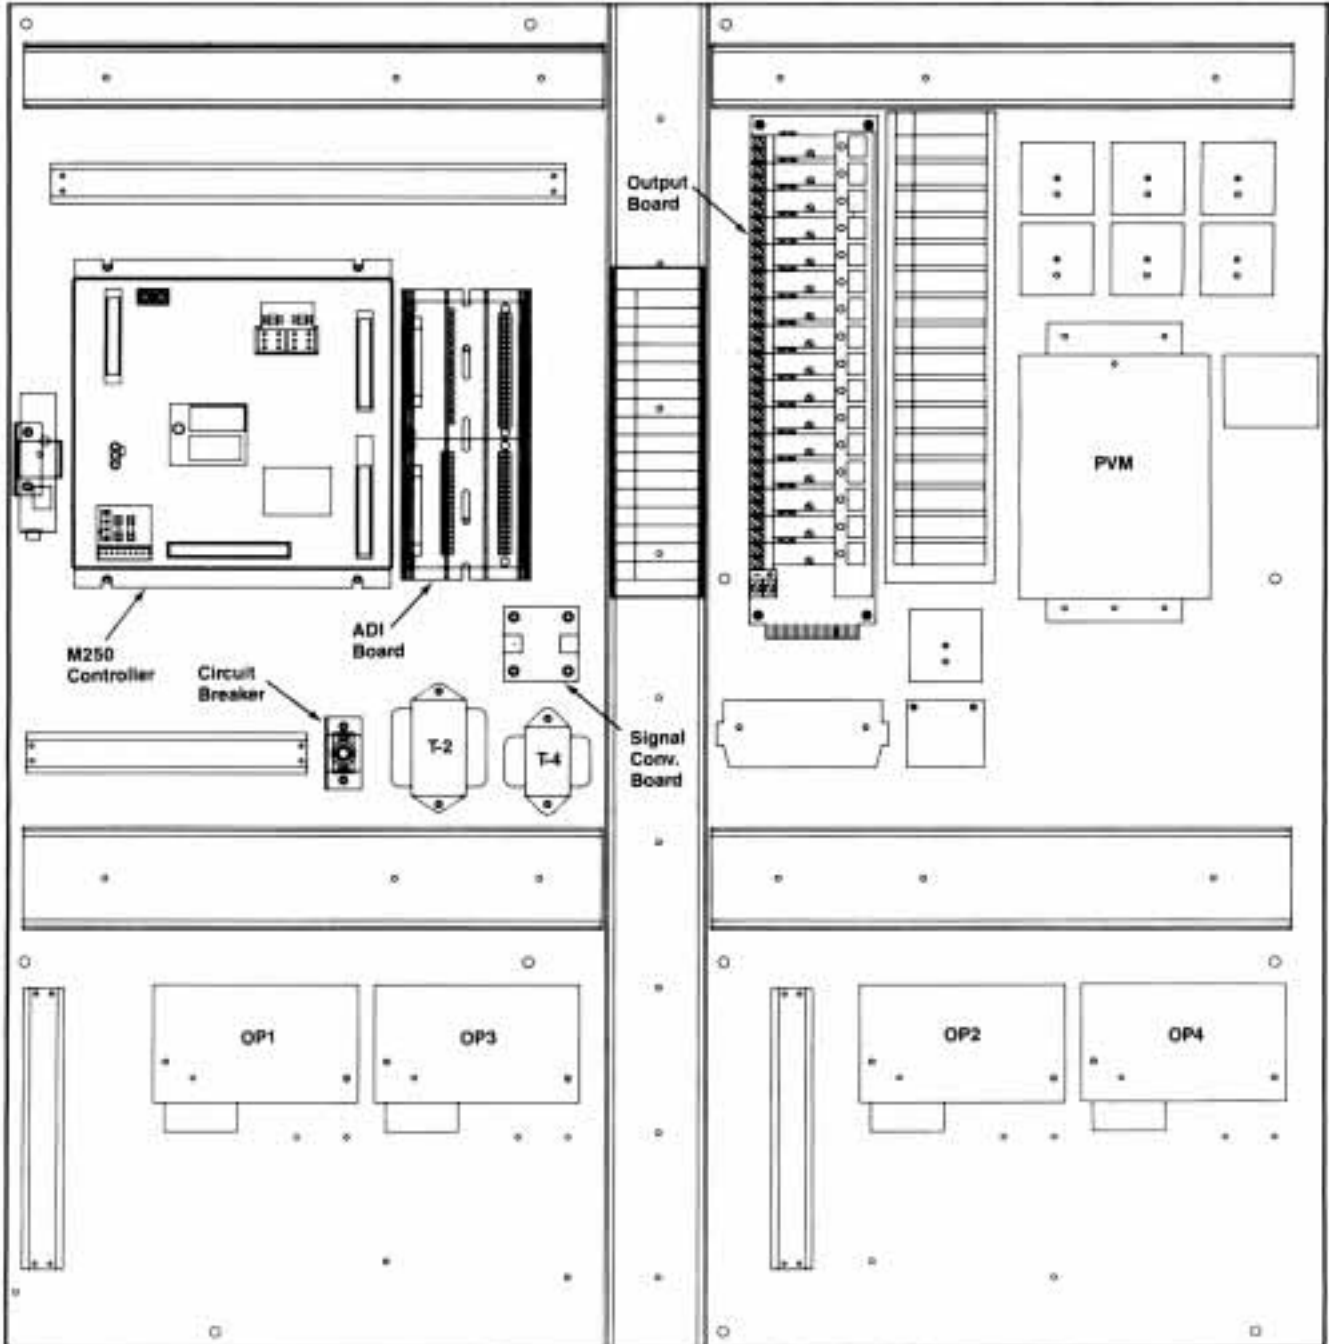 Output
Board
PVM
M250
Controller
ADI
Board
Circuit
Breaker
T-2
T-4
Signal
Conv.
Board
OP1
OP3
OP2
OP4